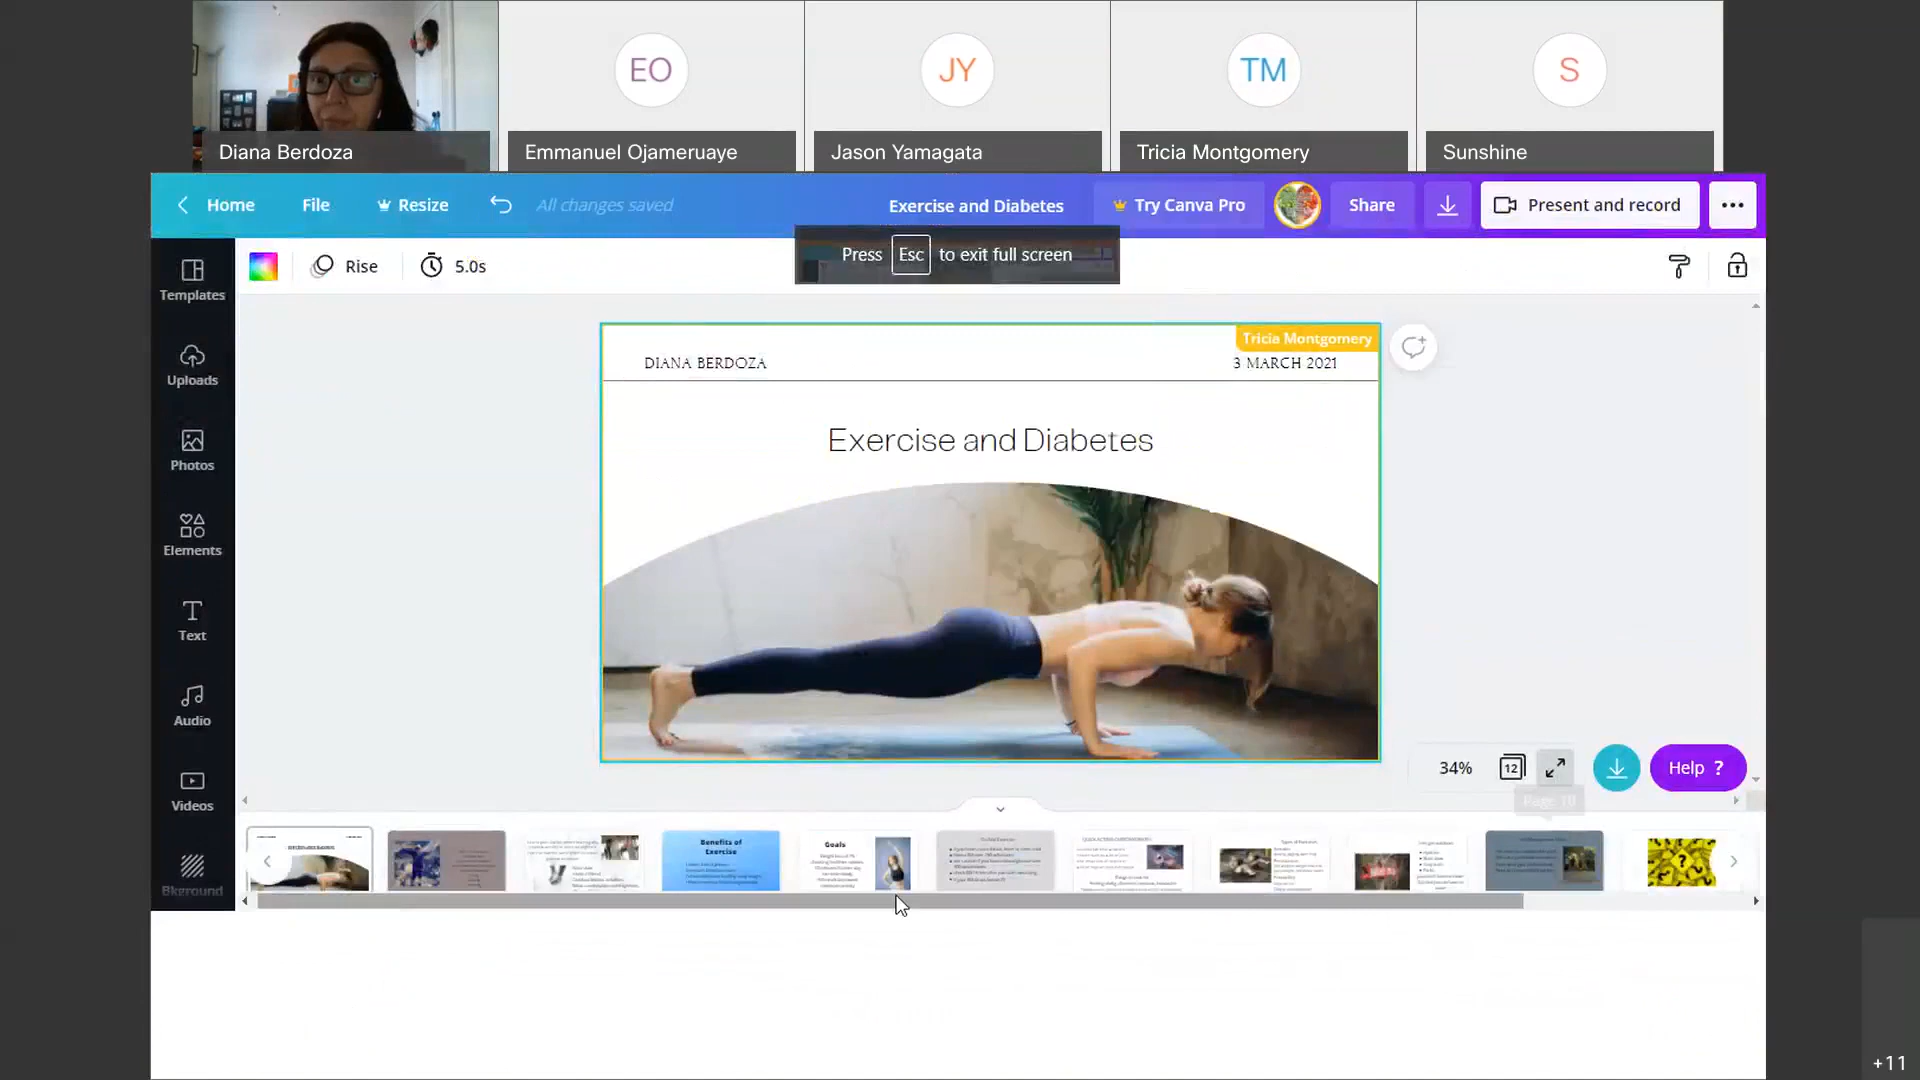 EO
JY
TM
S
Diana Berdoza
Emmanuel Ojameruaye
Jason Yamagata
Tricia Montgomery
Sunshine
Home
File
Resize
All changes saved
Exercise and Diabetes
Try Canva Pro
Share
Present and record
Press Esc to exit full screen
Rise
5.0s
Templates
Uploads
Photos
Elements
Text
Audio
Videos
Bkground
Tricia Montgomery
DIANA BERDOZA
3 MARCH 2021
Exercise and Diabetes
34%
12
Help ?
Page 10
Benefits of
Exercise
Goals
+11